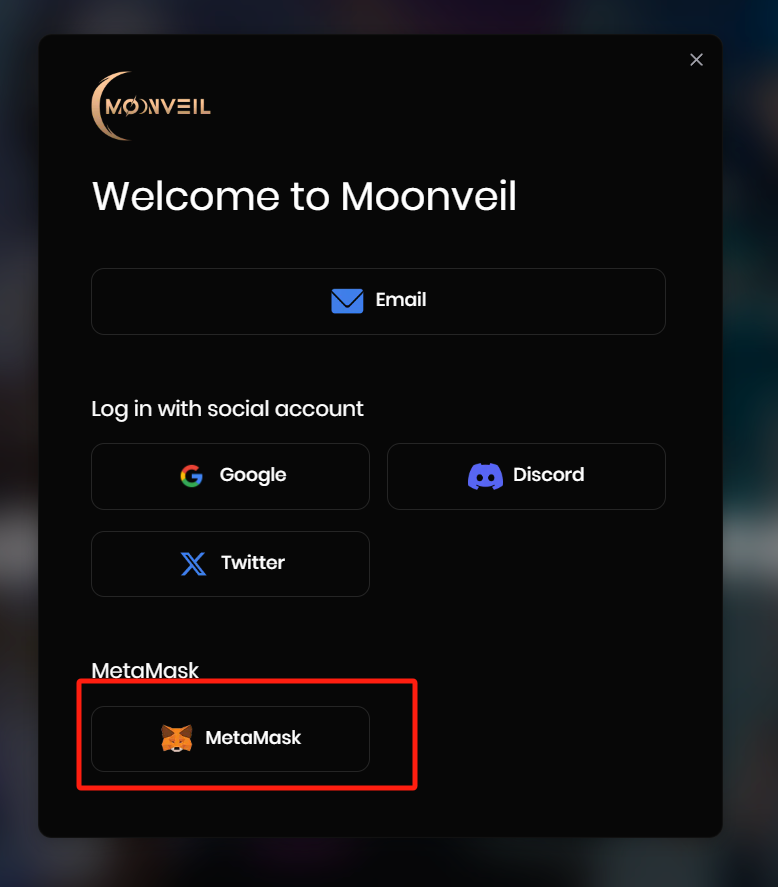 MOONVEIL
Welcome to Moonveil
Email
Log in with social account
Google
Discord
Twitter
MetaMask
MetaMask